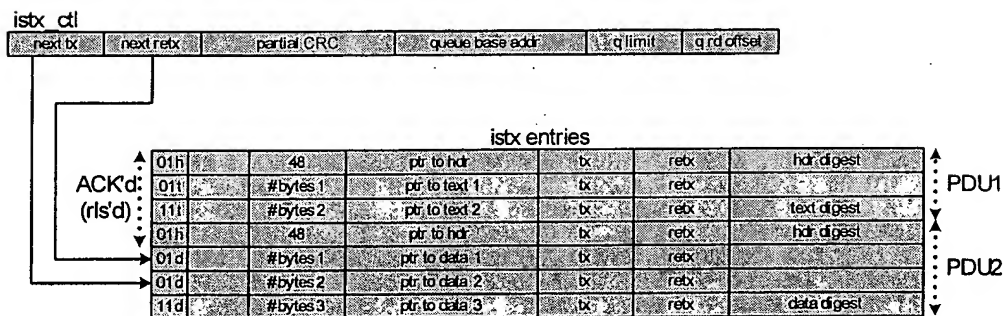 istx_ctl
next tx next retx partial CRC queue base addr q limit q rd offset
istx entries
ACK'd
(rls'd)
01h 48 ptr to hdr tx retx hdr digest
01t #bytes 1 ptr to text 1 tx retx
11t #bytes 2 ptr to text 2 tx retx text digest
PDU1
01h 48 ptr to hdr tx retx hdr digest
01d #bytes 1 ptr to data 1 tx retx
01d #bytes 2 ptr to data 2 tx retx
11d #bytes 3 ptr to data 3 tx retx data digest
PDU2